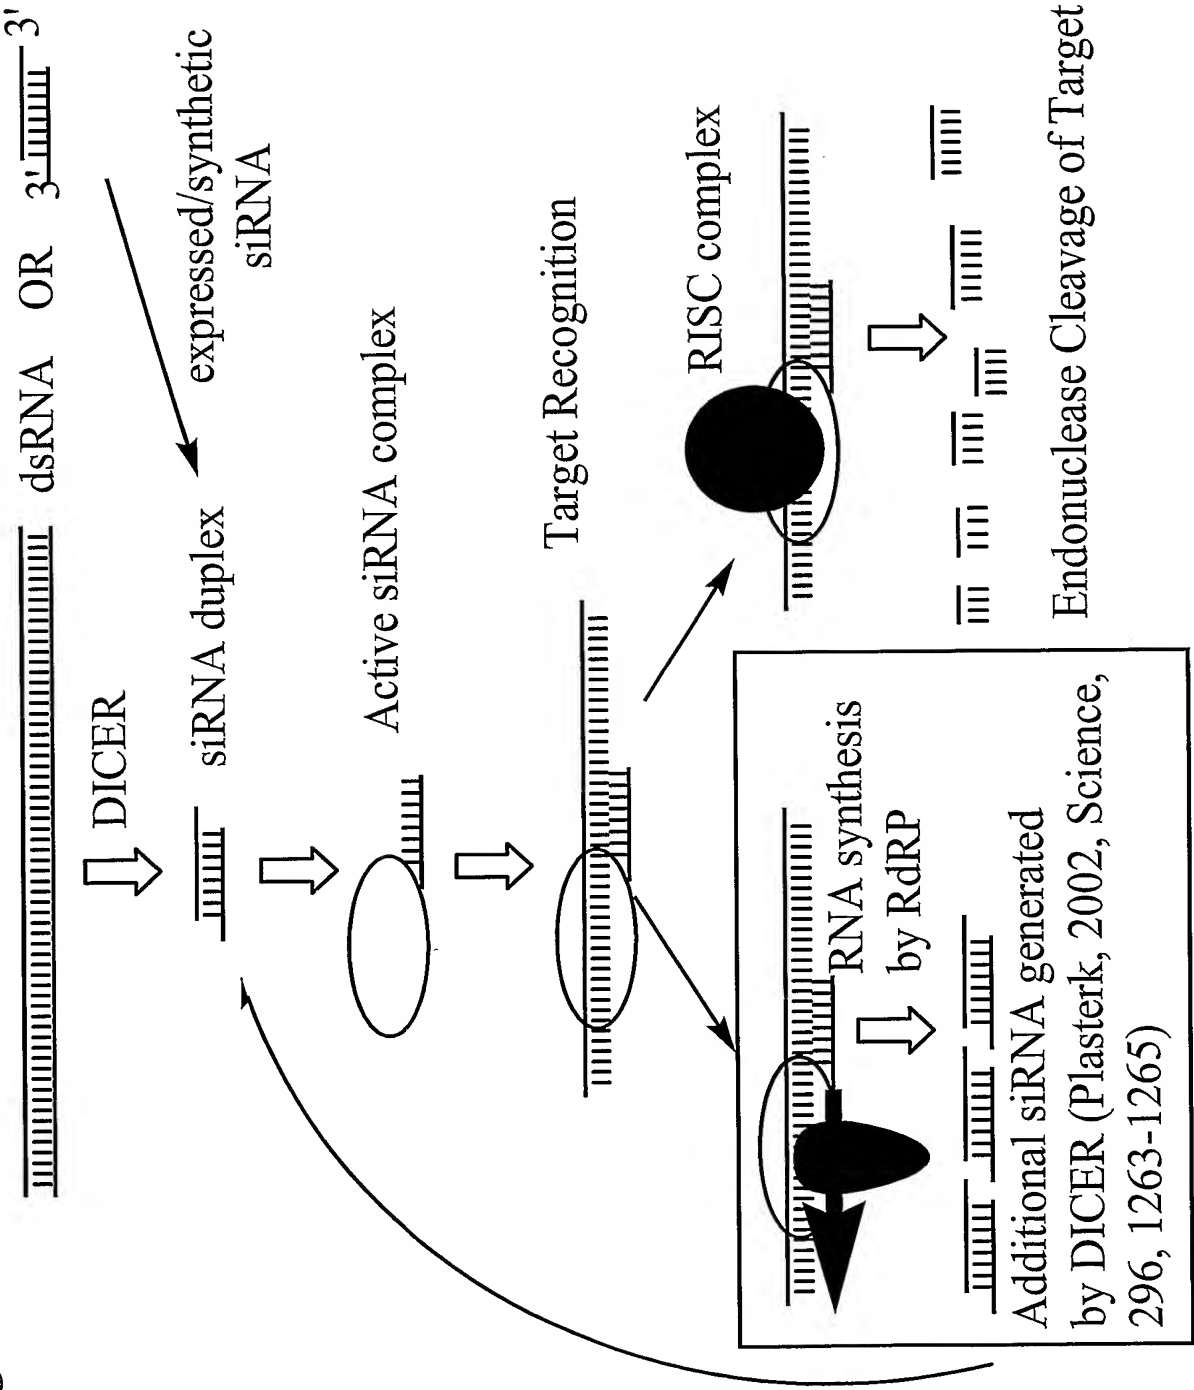 dsRNA OR 3' 3'
DICER
siRNA duplex
expressed/synthetic
siRNA
Active siRNA complex
Target Recognition
RISC complex
RNA synthesis
by RdRP
Additional siRNA generated
by DICER (Plasterk, 2002, Science,
296, 1263-1265)
Endonuclease Cleavage of Target